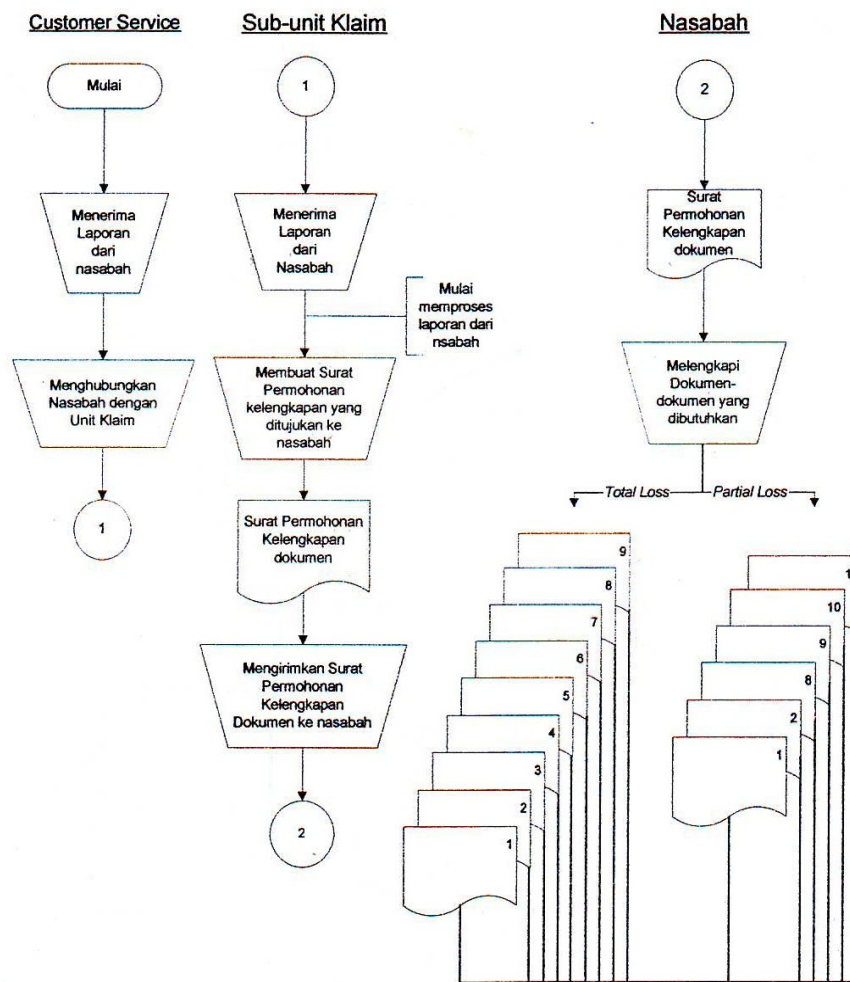 Customer Service
Mulai
Menerima
Laporan
dari
nasabah
Menghubungkan
Nasabah dengan
Unit Klaim
1
Sub-unit Klaim
1
Menerima
Laporan
dari
Nasabah
Mulai
memproses
laporan dari
nsabah
Membuat Surat
Permohonan
kelengkapan yang
ditujukan ke
nasabah
Surat Permohonan
Kelengkapan
dokumen
Mengirimkan Surat
Permohonan
Kelengkapan
Dokumen ke nasabah
2
Nasabah
2
Surat
Permohonan
Kelengkapan
dokumen
Melengkapi
Dokumen-
dokumen yang
dibutuhkan
Total Loss
Partial Loss
9
8
7
6
5
4
3
2
1
10
9
8
2
1